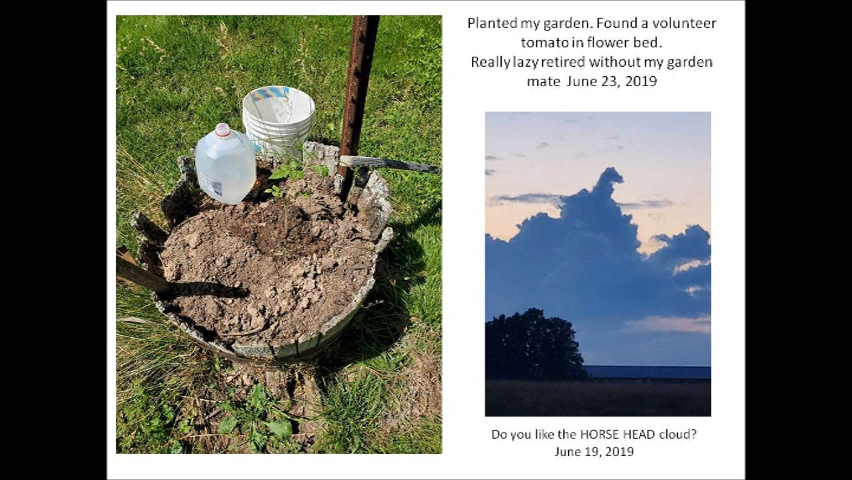 Planted my garden. Found a volunteer
tomato in flower bed.
Really lazy retired without my garden
mate June 23, 2019
Do you like the HORSE HEAD cloud?
June 19, 2019